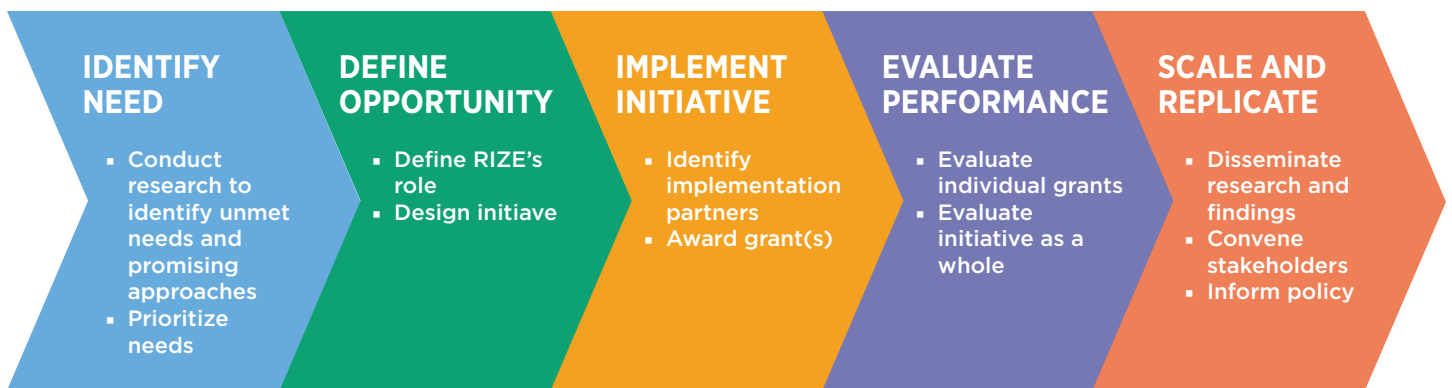 IDENTIFY
NEED
▪ Conduct
research to
identify unmet
needs and
promising
approaches
▪ Prioritize
needs
DEFINE
OPPORTUNITY
▪ Define RIZE’s
role
▪ Design initiave
IMPLEMENT
INITIATIVE
▪ Identify
implementation
partners
▪ Award grant(s)
EVALUATE
PERFORMANCE
▪ Evaluate
individual grants
▪ Evaluate
initiative as a
whole
SCALE AND
REPLICATE
▪ Disseminate
research and
findings
▪ Convene
stakeholders
▪ Inform policy